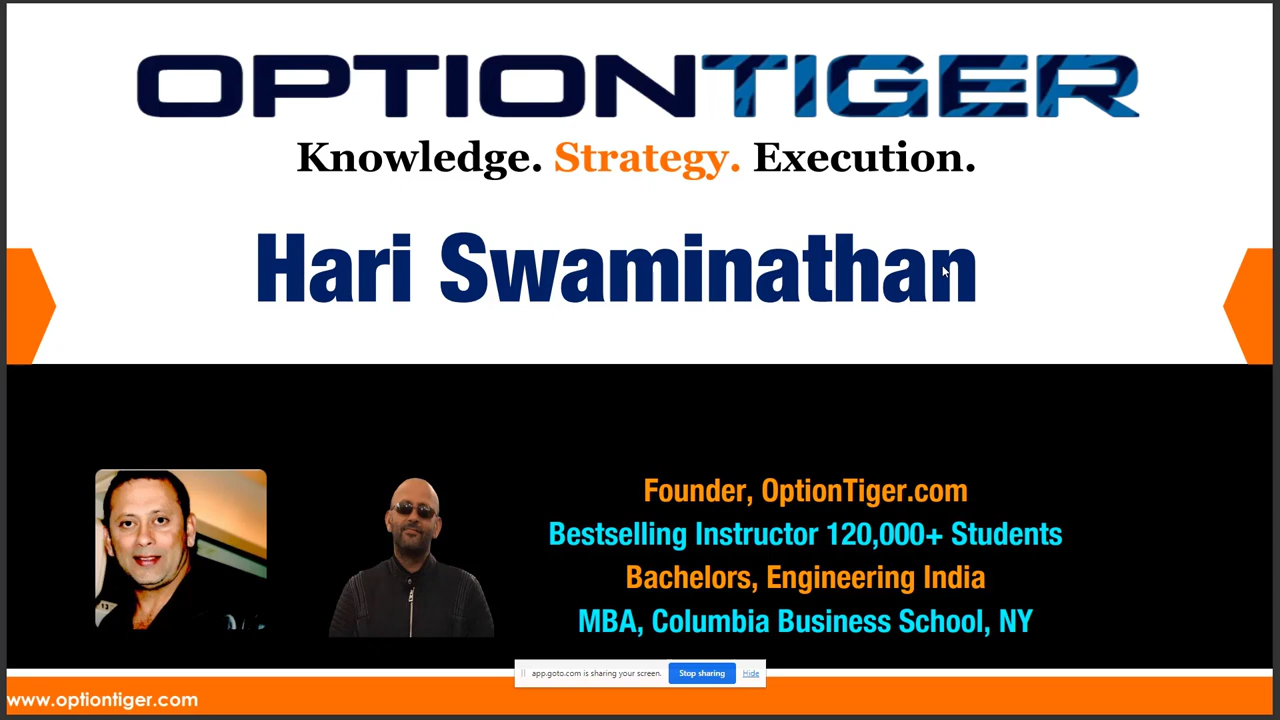 OPTIONTIGER
Knowledge. Strategy. Execution.
Hari Swaminathan
Founder, OptionTiger.com
Bestselling Instructor 120,000+ Students
Bachelors, Engineering India
MBA, Columbia Business School, NY
app.goto.com is sharing your screen. Stop sharing Hide
www.optiontiger.com